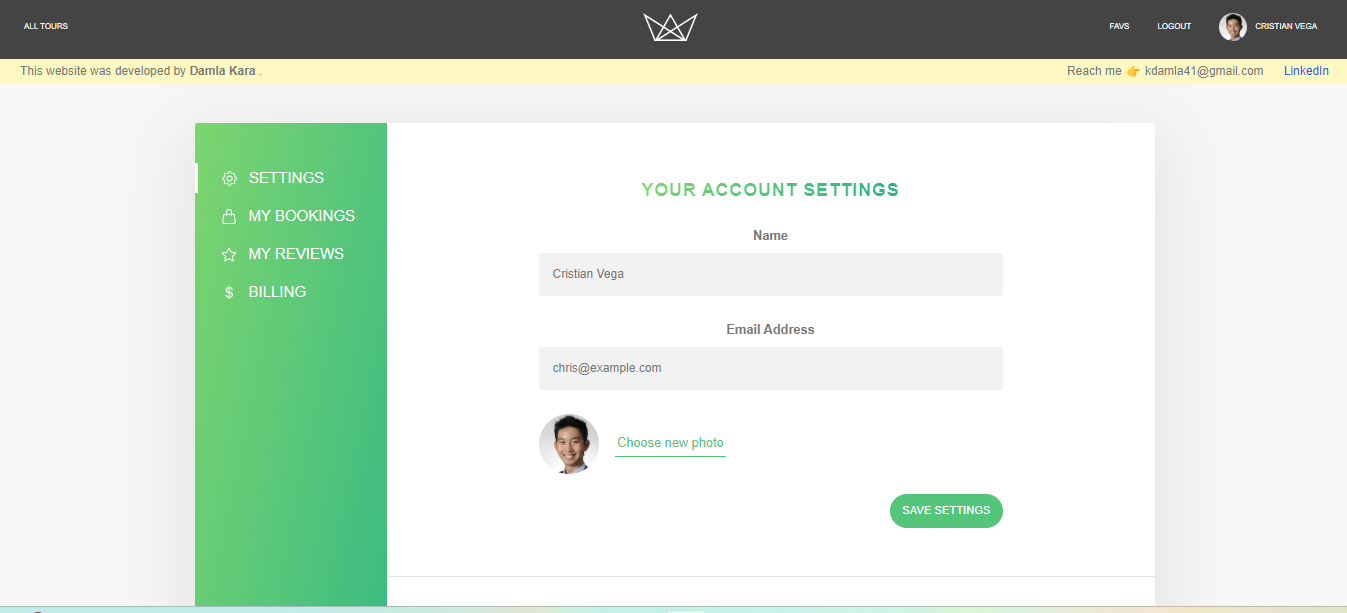 ALL TOURS
FAVS LOGOUT CRISTIAN VEGA
This website was developed by Damla Kara .
Reach me 👉 kdamla41@gmail.com LinkedIn
SETTINGS
MY BOOKINGS
MY REVIEWS
$ BILLING
YOUR ACCOUNT SETTINGS
Name
Cristian Vega
Email Address
chris@example.com
Choose new photo
SAVE SETTINGS